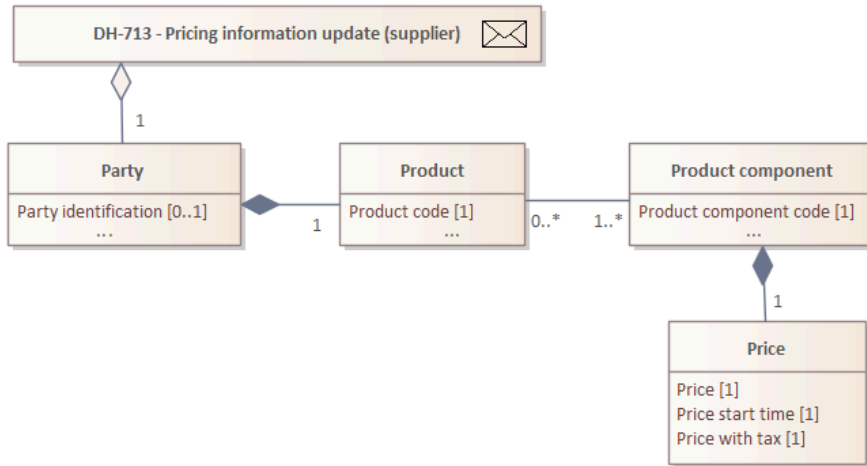 DH-713 - Pricing information update (supplier)
1
Party
Party identification [0..1]
...
1
Product
Product code [1]
...
0..*
1..*
Product component
Product component code [1]
...
1
Price
Price [1]
Price start time [1]
Price with tax [1]